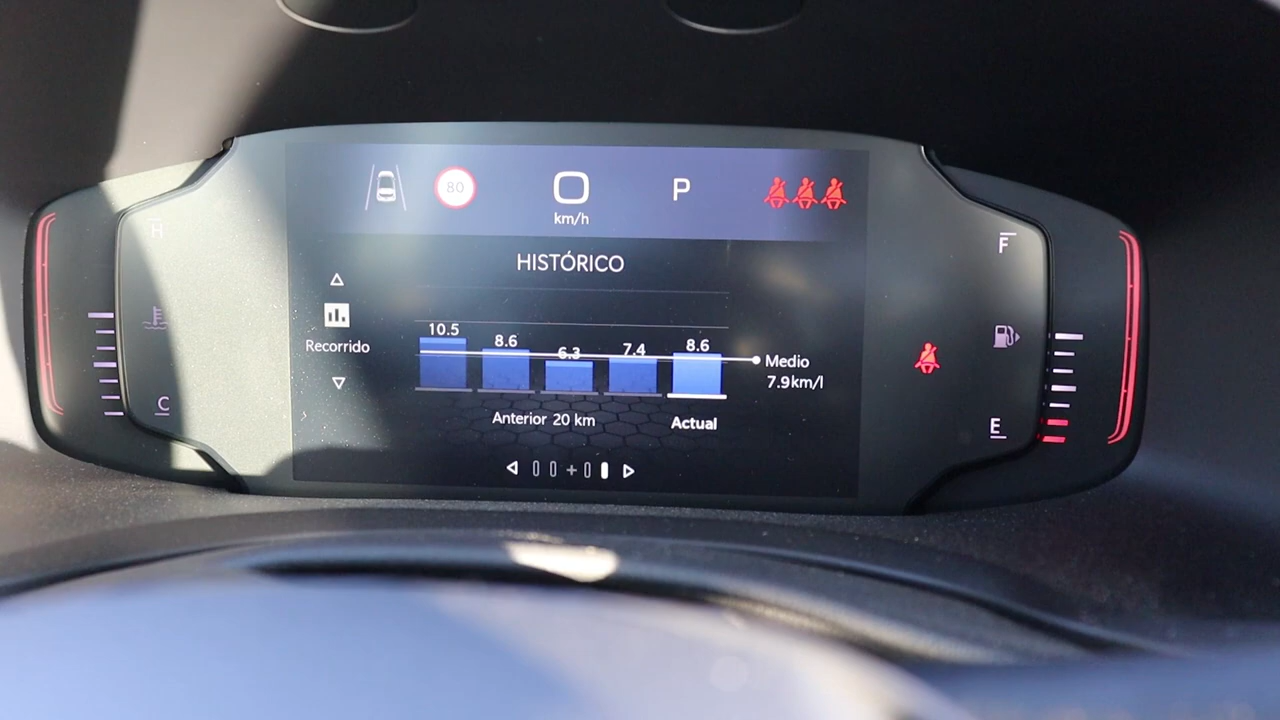 80
0
km/h
P
H
F
HISTÓRICO
10.5
8.6
6.3
7.4
8.6
Recorrido
Medio
7.9km/l
C
E
Anterior 20 km
Actual